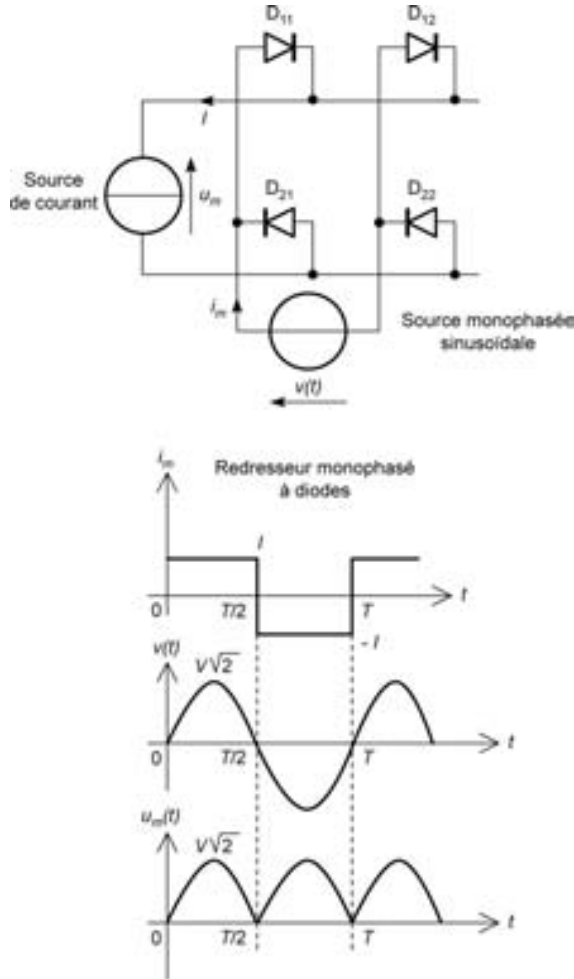 D11 D12
I
Source
de courant
um
D21 D22
im
Source monophasée
sinusoïdale
v(t)
im
Redresseur monophasé
à diodes
I
0 T/2 T t
- I
v(t)
V√2
0 T/2 T t
um(t)
V√2
0 T/2 T t